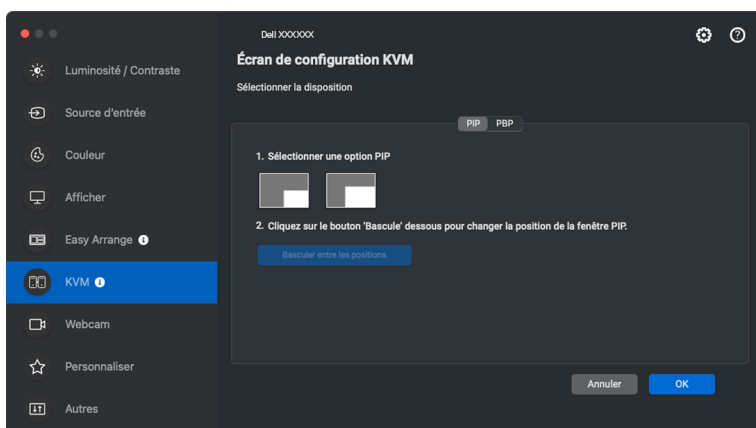 Dell XXXXXX
Écran de configuration KVM
Sélectionner la disposition
Luminosité / Contraste
Source d'entrée
Couleur
Afficher
Easy Arrange
KVM
Webcam
Personnaliser
Autres
PIP PBP
1. Sélectionner une option PIP
2. Cliquez sur le bouton 'Bascule' dessous pour changer la position de la fenêtre PIP.
Basculer entre les positions
Annuler OK